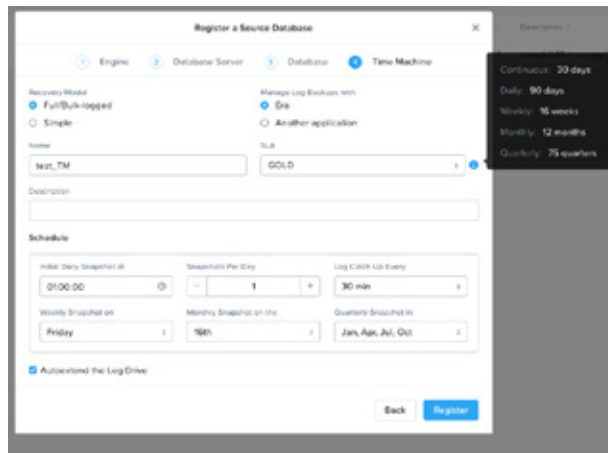 Register a Source Database
Description
1 Engine 2 Database Server 3 Database 4 Time Machine
Recovery Model
Full/Bulk-logged
Simple
Manage Log Backups with
Era
Another application
Name
test_TM
SLA
GOLD
Continuous: 30 days
Daily: 90 days
Weekly: 16 weeks
Monthly: 12 months
Quarterly: 75 quarters
Description
Schedule
Initial Daily Snapshot at
01:00:00
Snapshots Per Day
1
Log Catch Up Every
30 min
Weekly Snapshot on
Friday
Monthly Snapshot on the
16th
Quarterly Snapshot in
Jan, Apr, Jul, Oct
Autoextend the Log Drive
Back Register